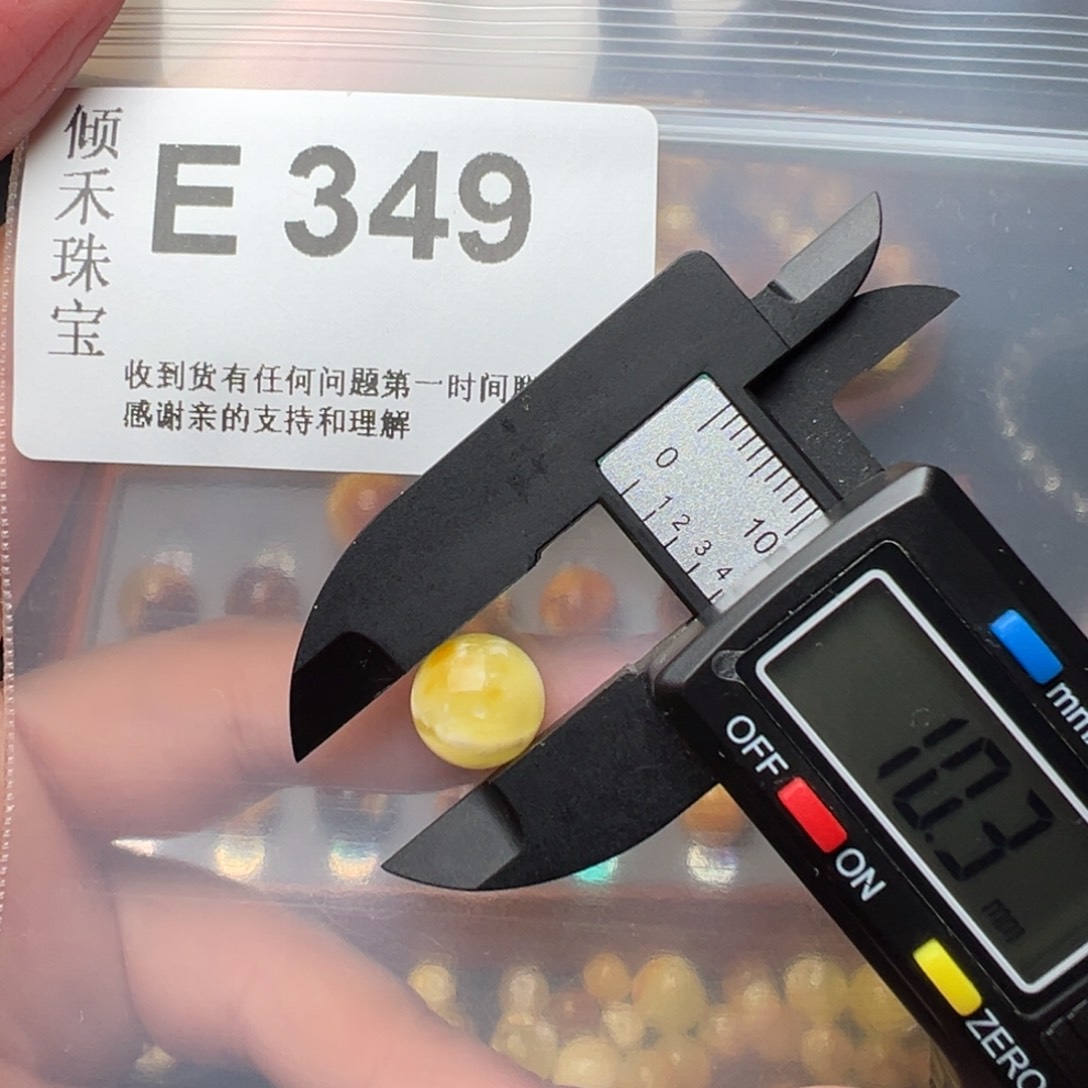 倾禾珠宝
E 349
收到货有任何问题第一时间
感谢亲的支持和理解
0
10
1 2 3 4
OFF
ON
ZERO
10.3
mm